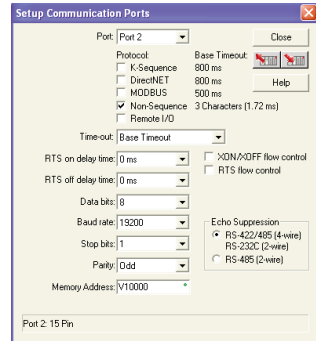 Setup Communication Ports
Port: Port 2
Close
Protocol: Base Timeout:
K-Sequence 800 ms
DirectNET 800 ms
MODBUS 500 ms
Help
Non-Sequence 3 Characters (1.72 ms)
Remote I/O
Time-out: Base Timeout
RTS on delay time: 0 ms
XON/XOFF flow control
RTS flow control
RTS off delay time: 0 ms
Data bits: 8
Baud rate: 19200
Echo Suppression
RS-422/485 (4-wire)
RS-232C (2-wire)
Stop bits: 1
RS-485 (2-wire)
Parity: Odd
Memory Address: V10000
Port 2: 15 Pin